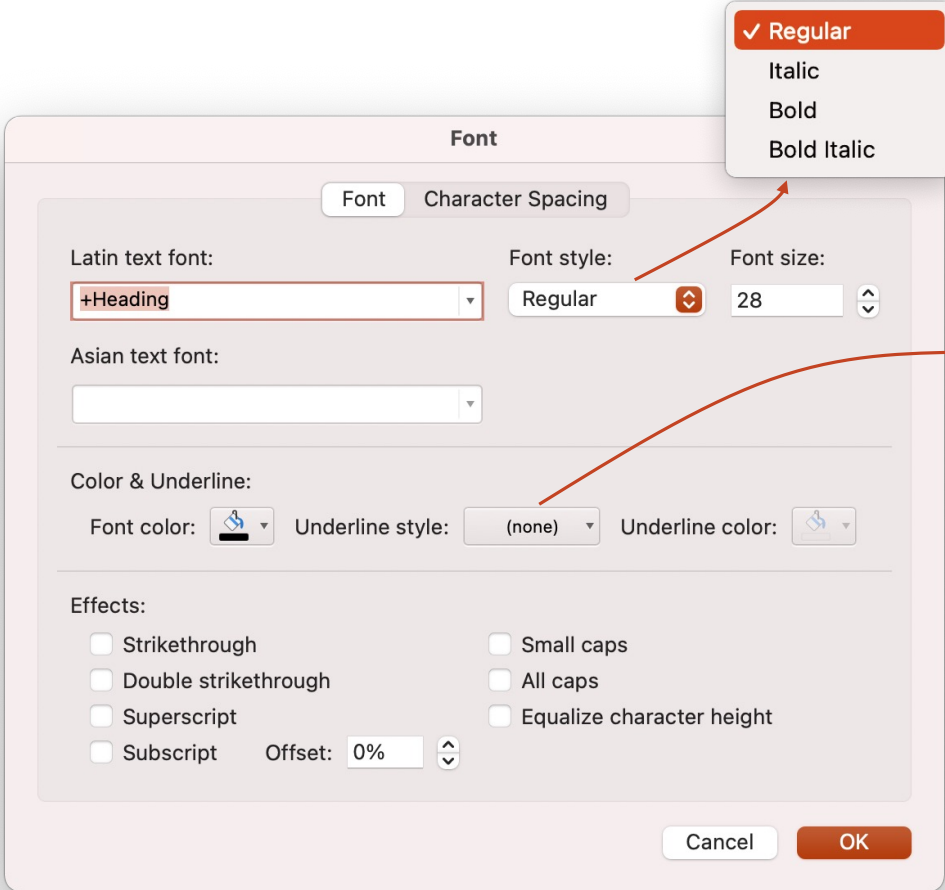 ✓ Regular
Italic
Bold
Bold Italic
Font
Font Character Spacing
Latin text font: Font style: Font size:
+Heading Regular 28
Asian text font:
Color & Underline:
Font color: Underline style: (none) Underline color:
Effects:
Strikethrough Small caps
Double strikethrough All caps
Superscript Equalize character height
Subscript Offset: 0%
Cancel OK